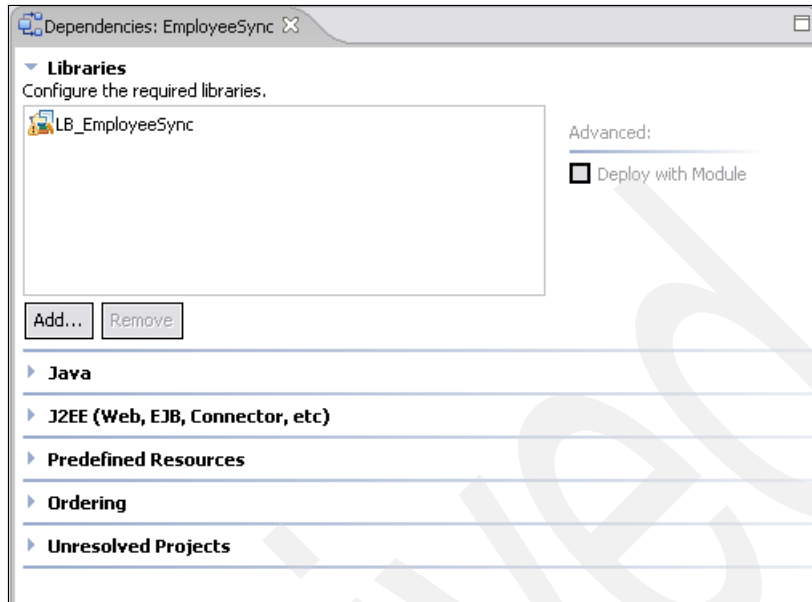 Dependencies: EmployeeSync
Libraries
Configure the required libraries.
LB_EmployeeSync
Advanced:
Deploy with Module
Add... Remove
Java
J2EE (Web, EJB, Connector, etc)
Predefined Resources
Ordering
Unresolved Projects